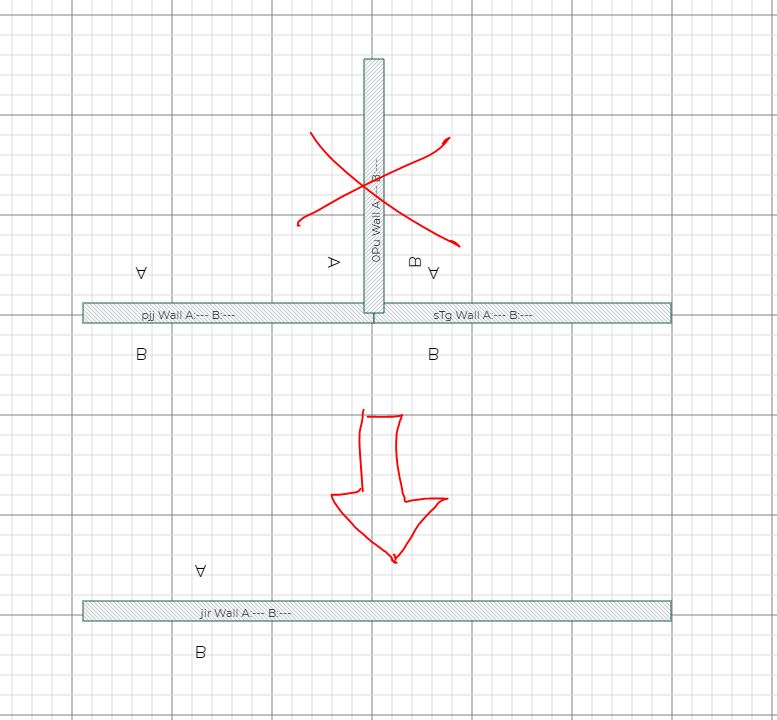 0Pu Wall A:--- B:---
A
B
A
A
pjj Wall A:--- B:---
sTg Wall A:--- B:---
B
B
A
jir Wall A:--- B:---
B